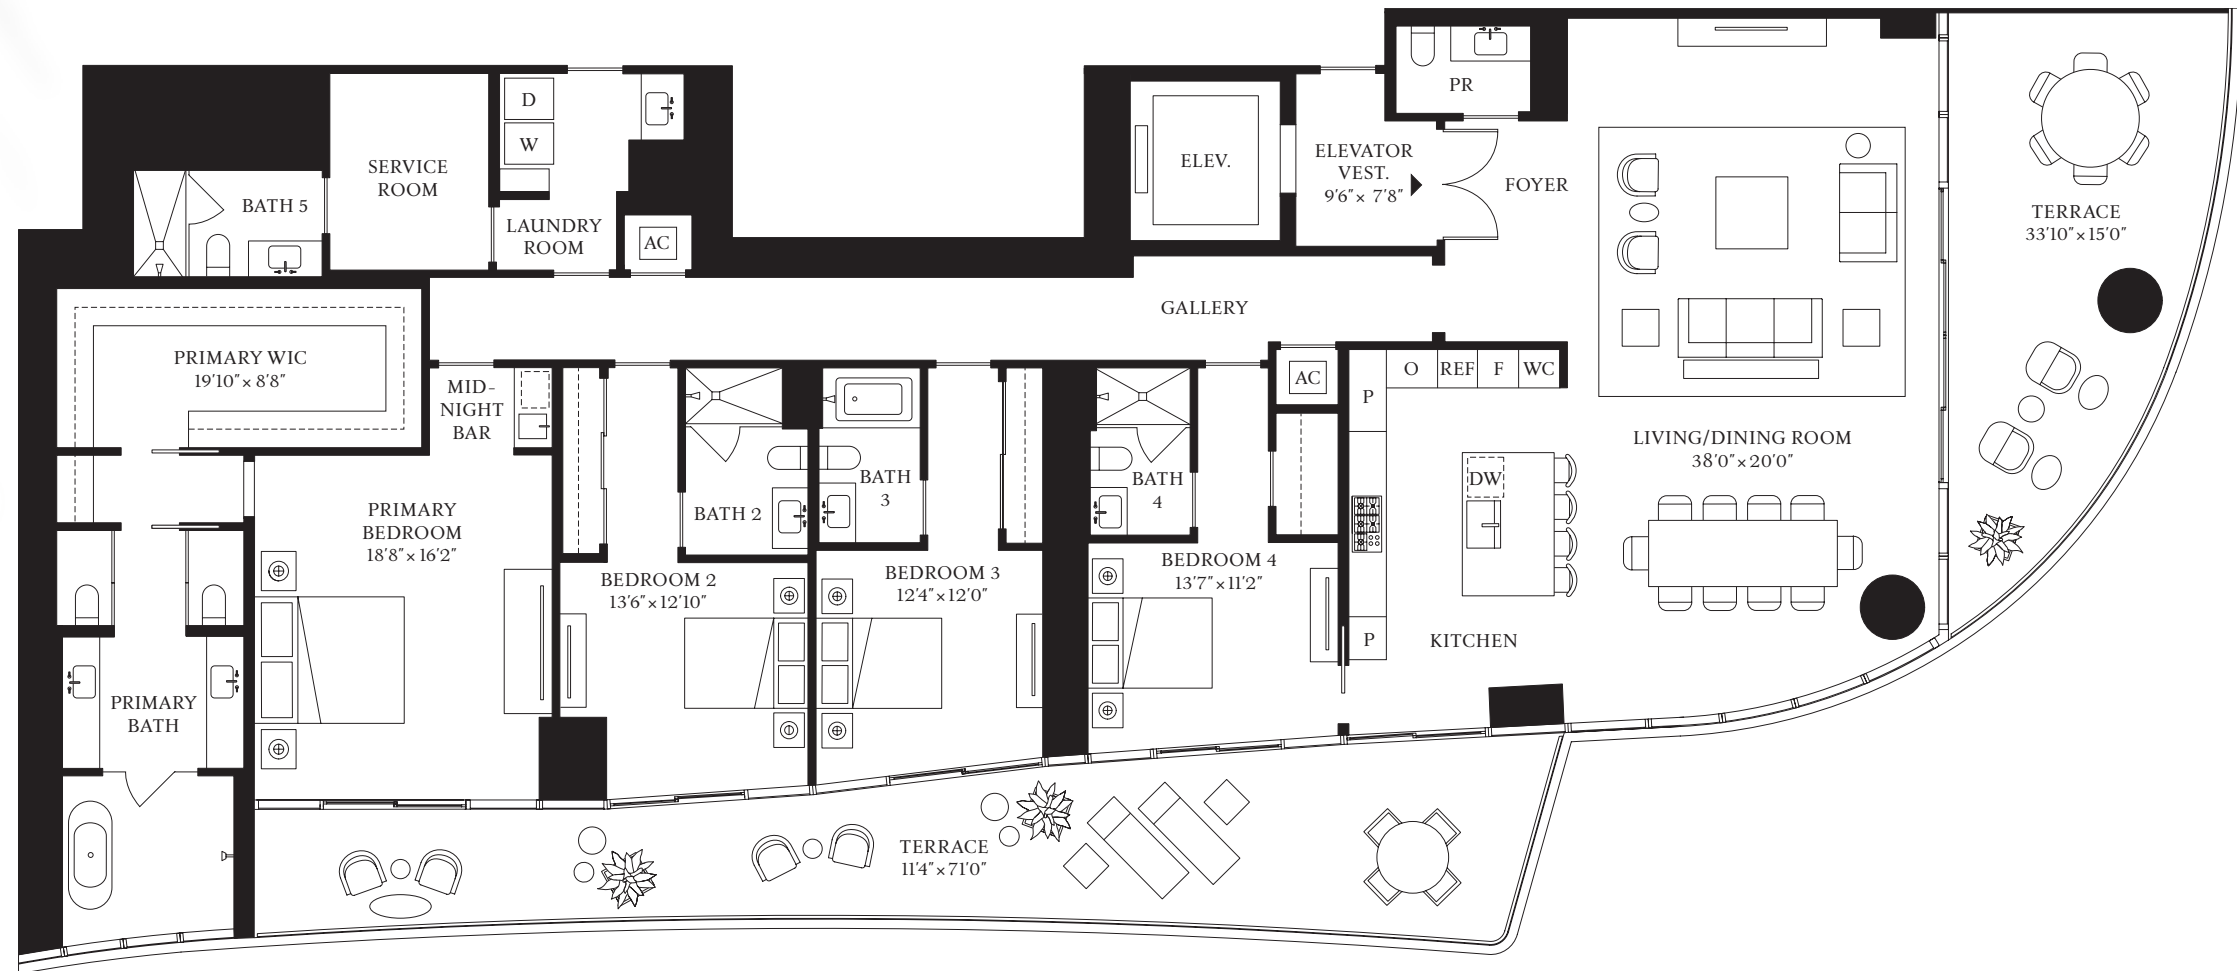 PR
D
W
SERVICE
ROOM
ELEV.
ELEVATOR
VEST.
9'6" × 7'8"
FOYER
BATH 5
LAUNDRY
ROOM
AC
TERRACE
33'10" × 15'0"
GALLERY
PRIMARY WIC
19'10" × 8'8"
MID-
NIGHT
BAR
AC
P
O
REF
F
WC
LIVING/DINING ROOM
38'0" × 20'0"
PRIMARY
BEDROOM
18'8" × 16'2"
BATH 2
BATH
3
BATH
4
DW
BEDROOM 2
13'6" × 12'10"
BEDROOM 3
12'4" × 12'0"
BEDROOM 4
13'7" × 11'2"
P
KITCHEN
PRIMARY
BATH
TERRACE
11'4" × 71'0"